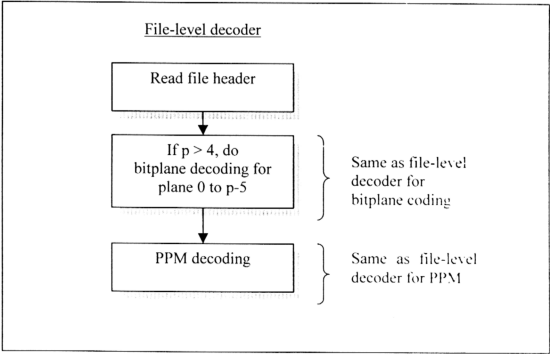 File-level decoder
Read file header
If p > 4, do
bitplane decoding for
plane 0 to p-5
Same as file-level
decoder for
bitplane coding
PPM decoding
Same as file-level
decoder for PPM